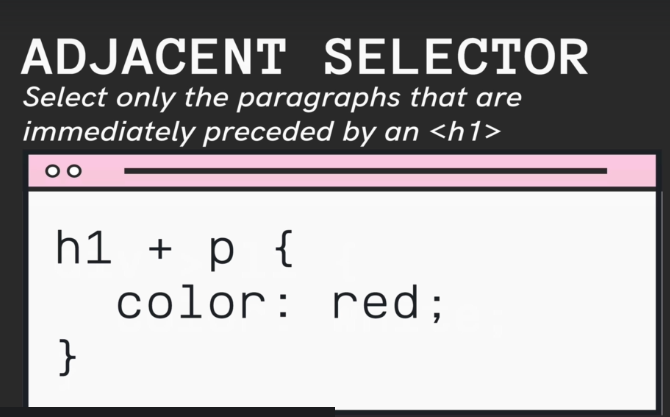 ADJACENT SELECTOR
Select only the paragraphs that are
immediately preceded by an <h1>
h1 + p {
  color: red;
}